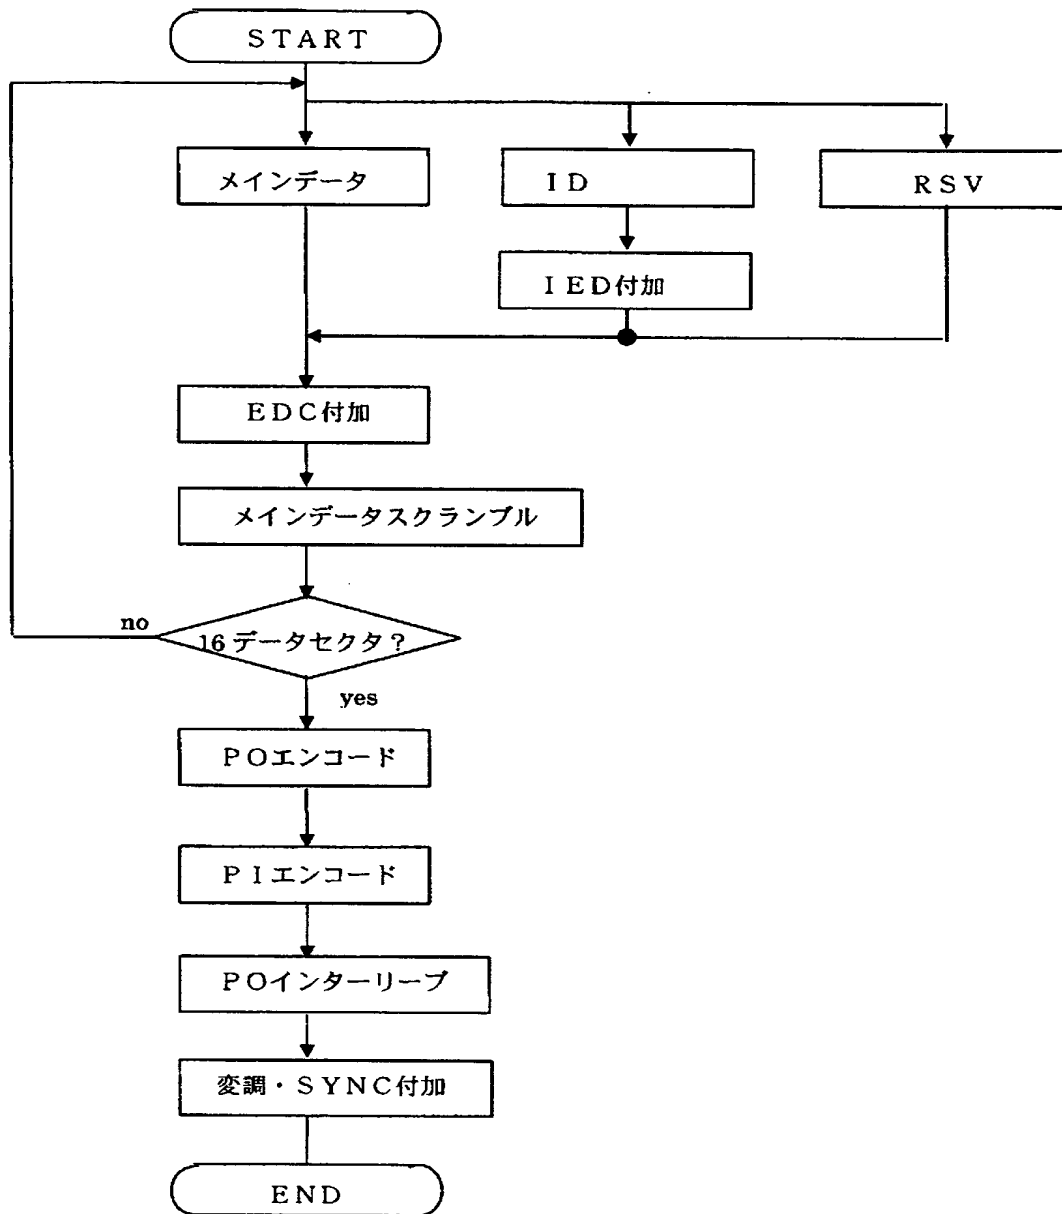 ＳＴＡＲＴ
メインデータ
ＩＤ
ＲＳＶ
ＩＥＤ付加
ＥＤＣ付加
メインデータスクランブル
no
16データセクタ？
yes
ＰＯエンコード
ＰＩエンコード
ＰＯインターリーブ
変調・ＳＹＮＣ付加
ＥＮＤ